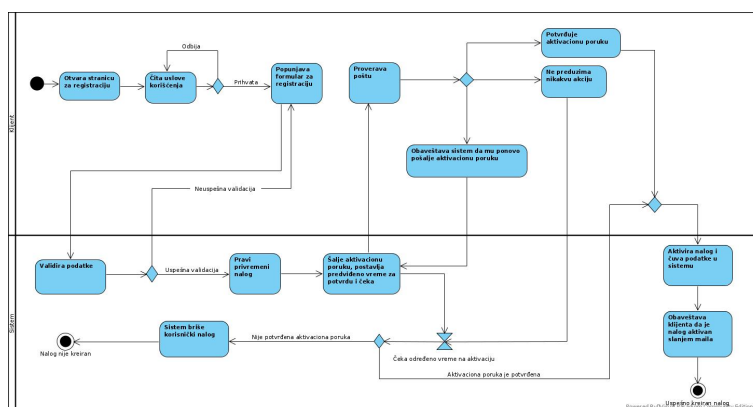 Klijent
Otvara stranicu
za registraciju
Čita uslove
korišćenja
Odbija
Prihvata
Popunjava
formular za
registraciju
Proverava
poštu
Potvrđuje
aktivacionu poruku
Ne preduzima
nikakvu akciju
Obaveštava sistem da mu ponovo
pošalje aktivacionu poruku
Neuspešna validacija
Sistem
Validira podatke
Uspešna validacija
Pravi
privremeni
nalog
Šalje aktivacionu
poruku, postavlja
predviđeno vreme za
potvrdu i čeka
Aktivira nalog i
čuva podatke u
sistemu
Sistem briše
korisnički nalog
Nije potvrđena aktivaciona poruka
Nalog nije kreiran
Čeka određeno vreme na aktivaciju
Aktivaciona poruka je potvrđena
Obaveštava
klijenta da je
nalog aktivan
slanjem maila
Uspešno kreiran nalog